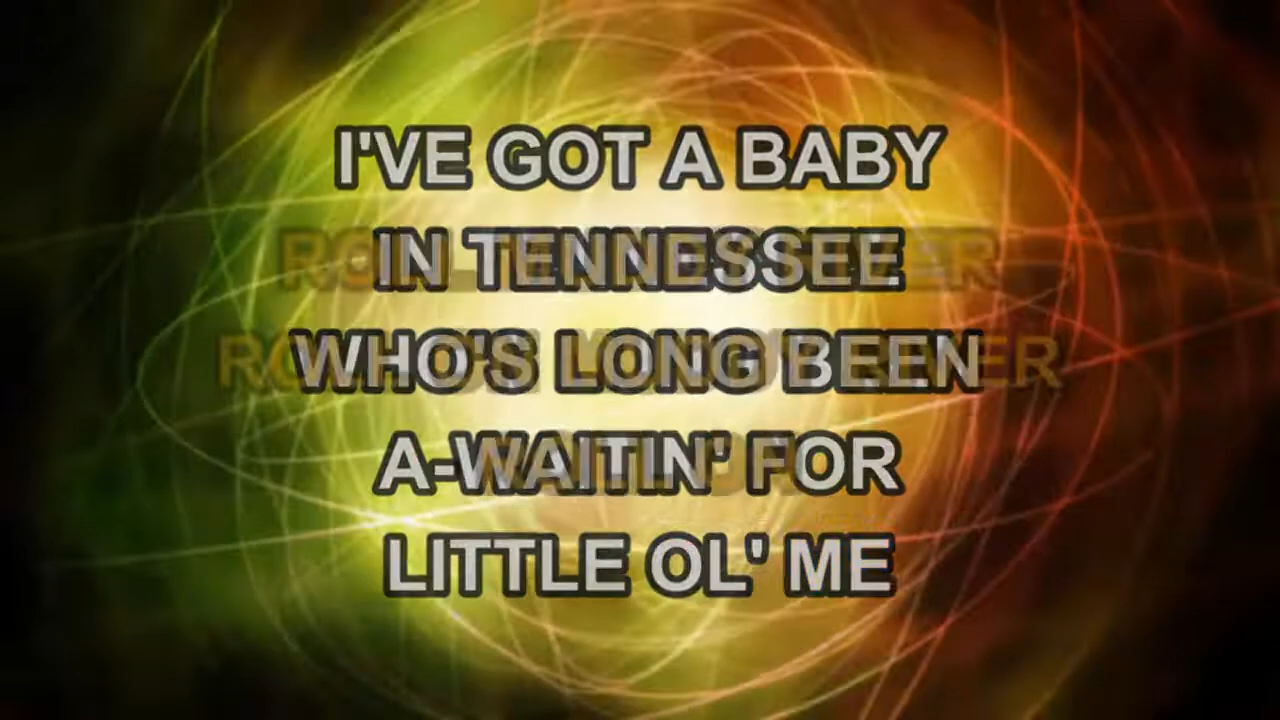 I'VE GOT A BABY
IN TENNESSEE
WHO'S LONG BEEN
A-WAITIN' FOR
LITTLE OL' ME